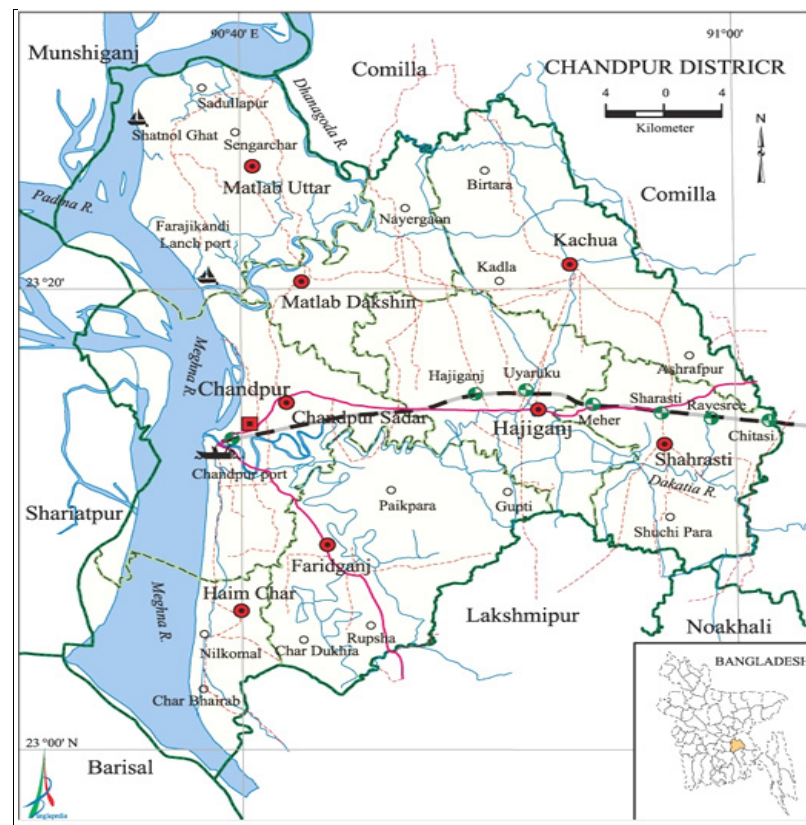 90°40' E
91° 00'
Munshiganj
Comilla
CHANDPUR DISTRICR
4 0 4
Kilometer
N
Sadullapur
Dhanagoda R.
Shatnol Ghat
Sengarchar
Matlab Uttar
Birtara
Comilla
Padma R.
Nayergaon
Farajikandi
Lanch port
Kachua
Kadla
23°20'
Matlab Dakshin
Meghna R.
Ashrafpur
Hajiganj
Uyaruku
Chandpur
Chandpur Sadar
Hajiganj
Meher
Sharasti
Rayesree
Chitasi
Shahrasti
Chandpur port
Dakatia R.
Paikpara
Gupti
Shariatpur
Shuchi Para
Faridganj
Meghna R.
Haim Char
Lakshmipur
Noakhali
Nilkomal
Char Dukhia
Rupsha
BANGLADESH
Char Bhairab
23°00' N
Barisal